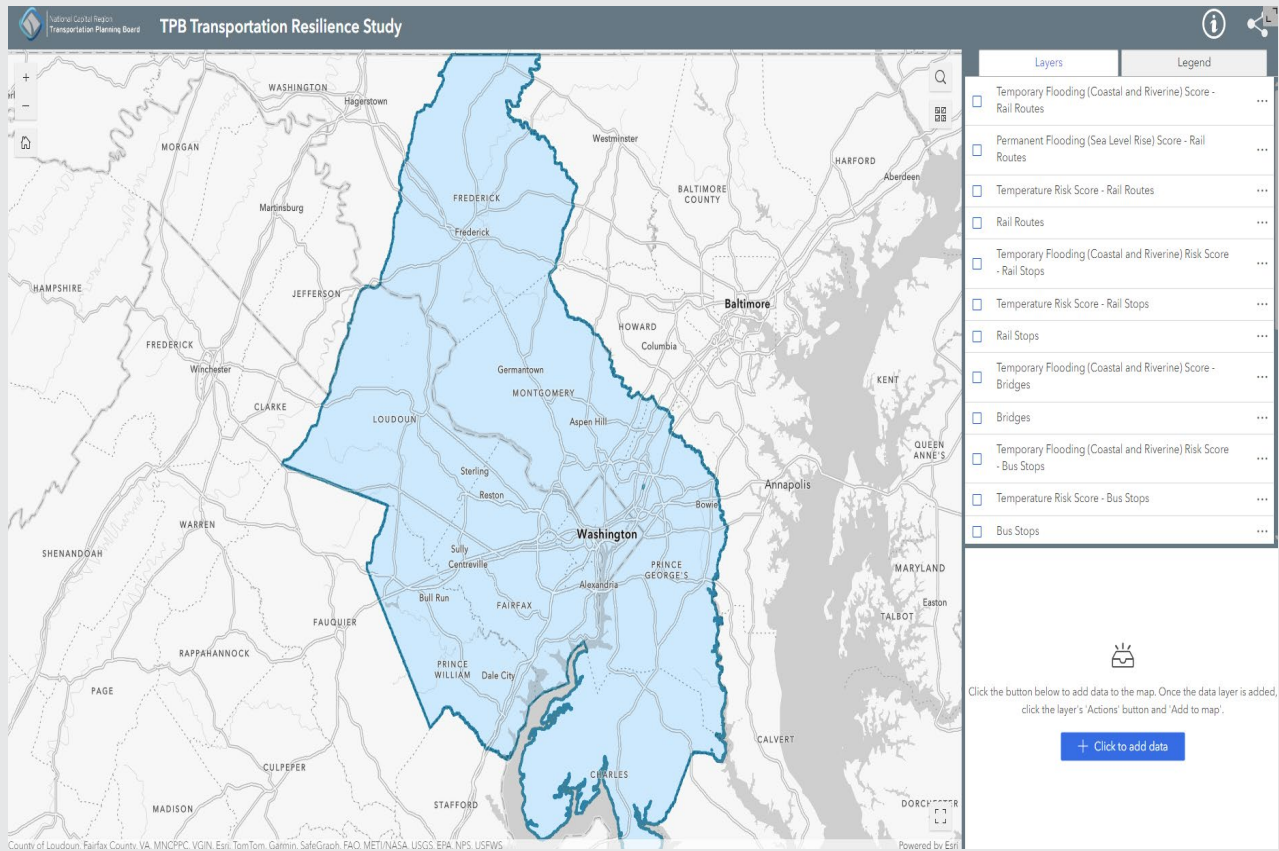 National Capital Region
Transportation Planning Board
TPB Transportation Resilience Study
Layers
Legend
Temporary Flooding (Coastal and Riverine) Score -
Rail Routes
Permanent Flooding (Sea Level Rise) Score - Rail
Routes
Temperature Risk Score - Rail Routes
Rail Routes
Temporary Flooding (Coastal and Riverine) Risk Score
- Rail Stops
Temperature Risk Score - Rail Stops
Rail Stops
Temporary Flooding (Coastal and Riverine) Score -
Bridges
Bridges
Temporary Flooding (Coastal and Riverine) Risk Score
- Bus Stops
Temperature Risk Score - Bus Stops
Bus Stops
Click the button below to add data to the map. Once the data layer is added,
click the layer's 'Actions' button and 'Add to map'.
+ Click to add data
WASHINGTON
Hagerstown
MORGAN
Westminster
HARFORD
Aberdeen
BALTIMORE
COUNTY
FREDERICK
Martinsburg
Frederick
HAMPSHIRE
JEFFERSON
Baltimore
HOWARD
Columbia
FREDERICK
Winchester
Germantown
KENT
MONTGOMERY
CLARKE
LOUDOUN
Aspen Hill
QUEEN
ANNE'S
Sterling
Reston
Annapolis
Bowie
WARREN
Washington
SHENANDOAH
Sully
Centreville
PRINCE
GEORGE'S
MARYLAND
Alexandria
Bull Run
FAIRFAX
Easton
TALBOT
FAUQUIER
RAPPAHANNOCK
PRINCE
WILLIAM
Dale City
PAGE
CALVERT
CULPEPER
CHARLES
STAFFORD
MADISON
DORCHESTER
County of Loudoun, Fairfax County, VA, MNCPPC, VGIN, Esri, TomTom, Garmin, SafeGraph, FAO, METI/NASA, USGS, EPA, NPS, USFWS
Powered by Esri